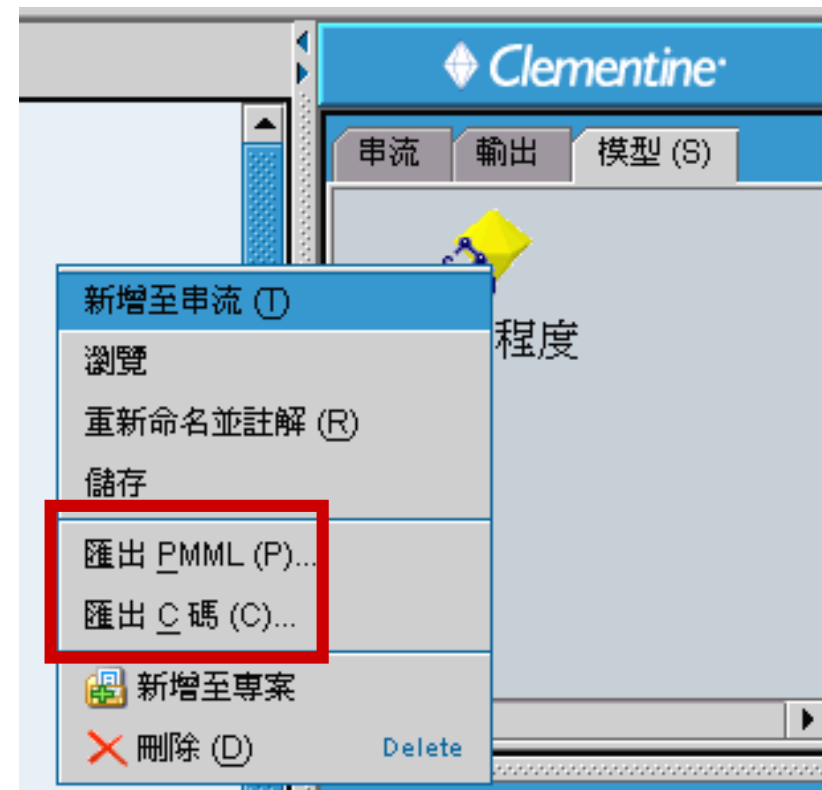 Clementine
串流 輸出 模型 (S)
新增至串流 (T)
程度
瀏覽
重新命名並註解 (R)
儲存
匯出 PMML (P)...
匯出 C 碼 (C)...
新增至專案
刪除 (D) Delete